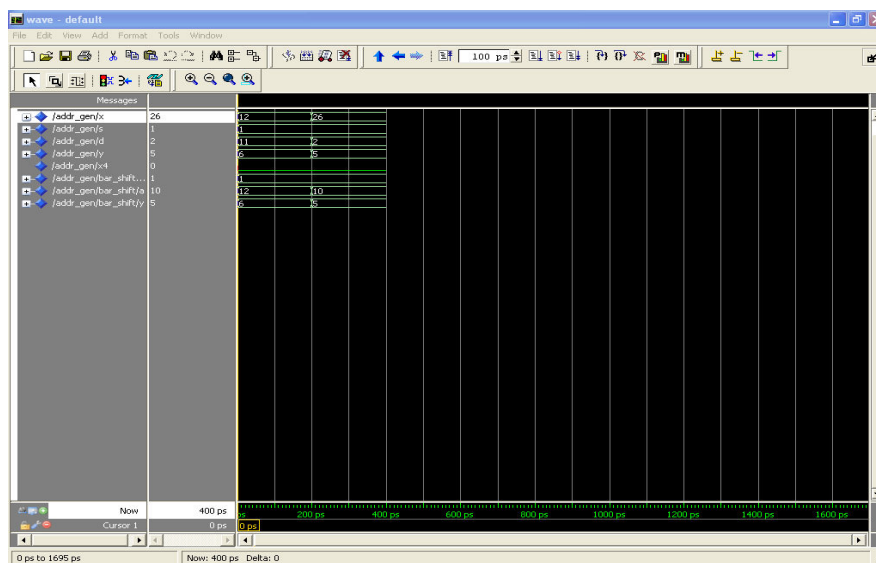 wave - default
File Edit View Add Format Tools Window
100 ps
Messages
/addr_gen/x 26 12 26
/addr_gen/s 1 1
/addr_gen/d 2 11 2
/addr_gen/y 5 6 5
/addr_gen/x4 0
/addr_gen/bar_shift... 1 1
/addr_gen/bar_shift/a 10 12 10
/addr_gen/bar_shift/y 5 6 5
Now 400 ps ps 200 ps 400 ps 600 ps 800 ps 1000 ps 1200 ps 1400 ps 1600 ps
Cursor 1 0 ps 0 ps
0 ps to 1695 ps Now: 400 ps Delta: 0